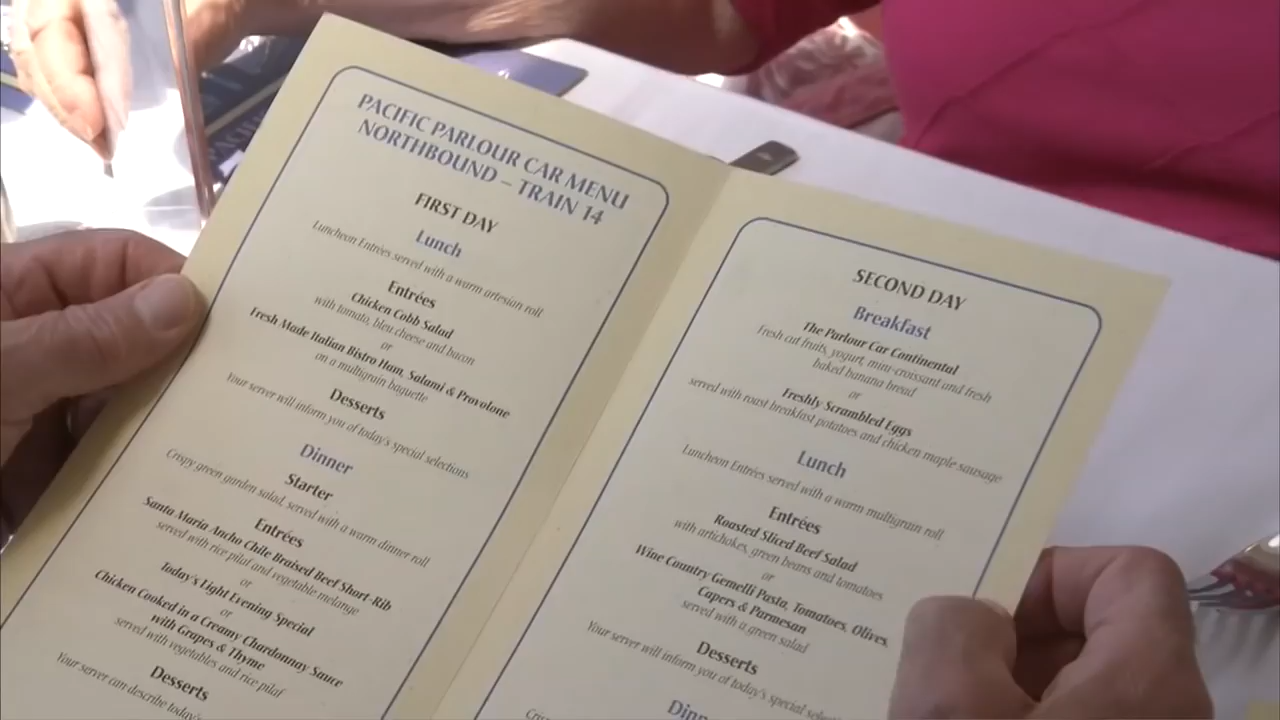 PACIFIC PARLOUR CAR MENU
NORTHBOUND – TRAIN 14
FIRST DAY
Lunch
Luncheon Entrées served with a warm artesian roll
Entrées
Chicken Cobb Salad
with tomato, bleu cheese and bacon
or
Fresh Made Italian Bistro Ham, Salami & Provolone
on a multigrain baguette
Desserts
Your server will inform you of today's special selections
Dinner
Starter
Crispy green garden salad, served with a warm dinner roll
Entrées
Santa Maria Ancho Chile Braised Beef Short-Rib
served with rice pilaf and vegetable melange
or
Today's Light Evening Special
or
Chicken Cooked in a Creamy Chardonnay Sauce
with Grapes & Thyme
served with vegetables and rice pilaf
Desserts
Your server can describe today's
SECOND DAY
Breakfast
The Parlour Car Continental
Fresh cut fruits, yogurt, mini-croissant and fresh
baked banana bread
or
Freshly Scrambled Eggs
served with roast breakfast potatoes and chicken maple sausage
Lunch
Luncheon Entrées served with a warm multigrain roll
Entrées
Roasted Sliced Beef Salad
with artichokes, green beans and tomatoes
or
Wine Country Gemelli Pasta, Tomatoes, Olives,
Capers & Parmesan
served with a green salad
Desserts
Your server will inform you of today's special